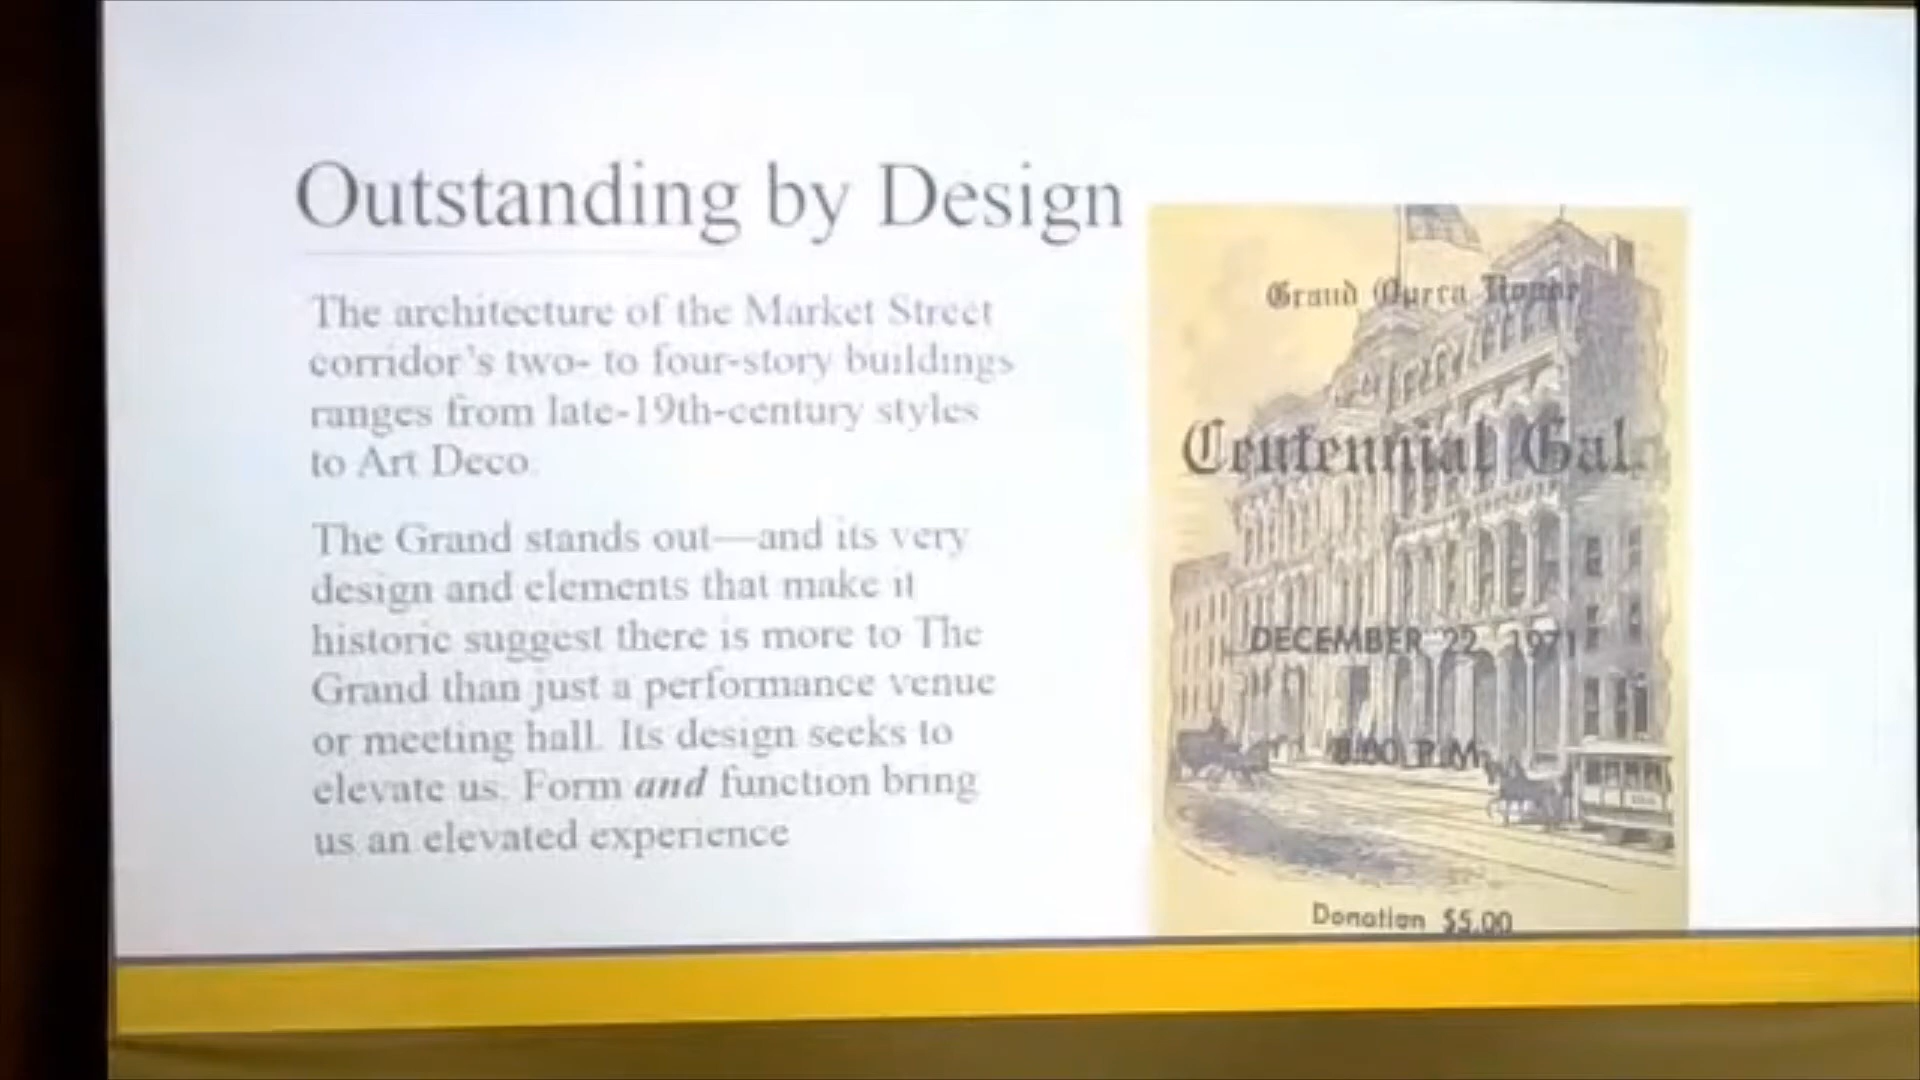 Outstanding by Design
The architecture of the Market Street
corridor's two- to four-story buildings
ranges from late-19th-century styles
to Art Deco.
The Grand stands out—and its very
design and elements that make it
historic suggest there is more to The
Grand than just a performance venue
or meeting hall. Its design seeks to
elevate us. Form and function bring
us an elevated experience
Grand Opera House
Centennial Gala
DECEMBER 22, 1971
8:00 P.M.
Donation $5.00